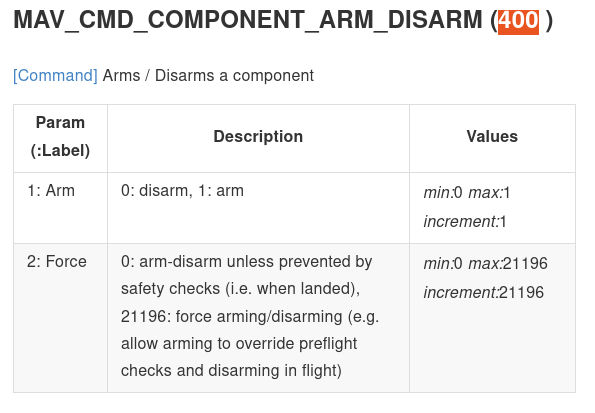 MAV_CMD_COMPONENT_ARM_DISARM (400 )
[Command] Arms / Disarms a component
Param
(:Label)
Description
Values
1: Arm
0: disarm, 1: arm
min:0 max:1
increment:1
2: Force
0: arm-disarm unless prevented by
safety checks (i.e. when landed),
21196: force arming/disarming (e.g.
allow arming to override preflight
checks and disarming in flight)
min:0 max:21196
increment:21196